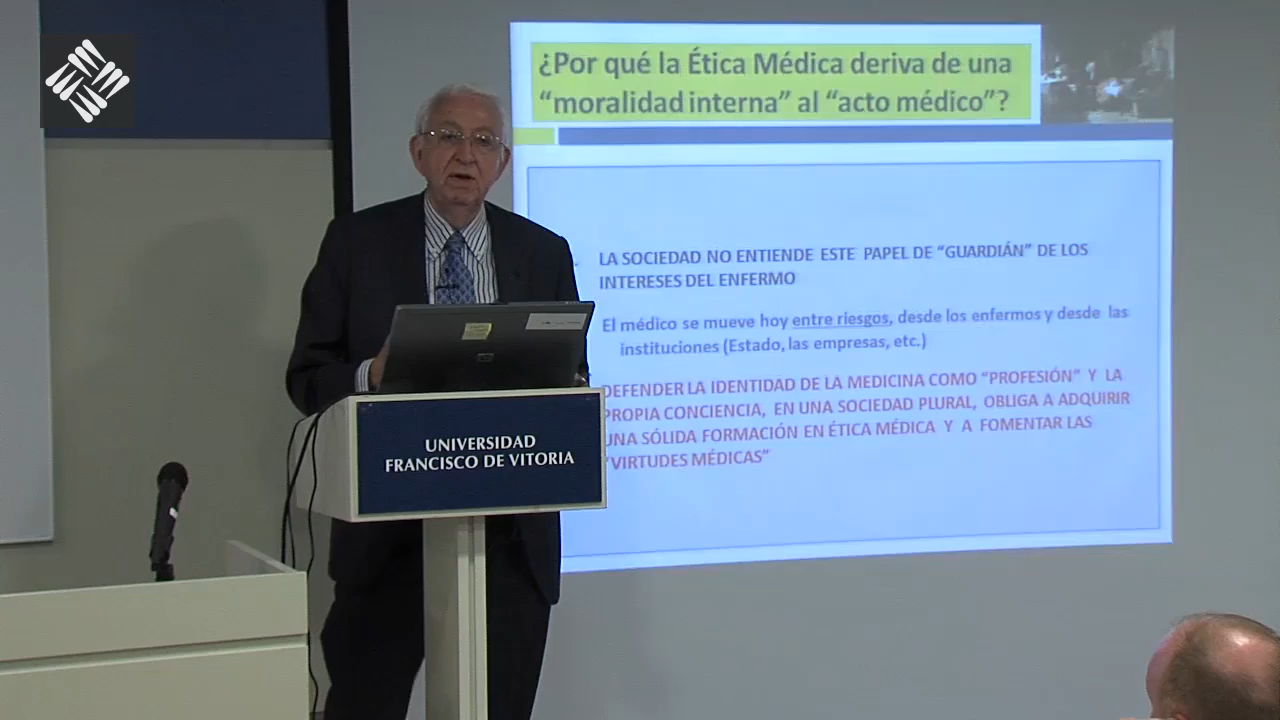 ¿Por qué la Ética Médica deriva de una
“moralidad interna” al “acto médico”?
LA SOCIEDAD NO ENTIENDE ESTE PAPEL DE “GUARDIÁN” DE LOS
INTERESES DEL ENFERMO
El médico se mueve hoy entre riesgos, desde los enfermos y desde las
instituciones (Estado, las empresas, etc.)
DEFENDER LA IDENTIDAD DE LA MEDICINA COMO “PROFESIÓN” Y LA
PROPIA CONCIENCIA, EN UNA SOCIEDAD PLURAL, OBLIGA A ADQUIRIR
UNA SÓLIDA FORMACIÓN EN ÉTICA MÉDICA Y A FOMENTAR LAS
“VIRTUDES MÉDICAS”
UNIVERSIDAD
FRANCISCO DE VITORIA